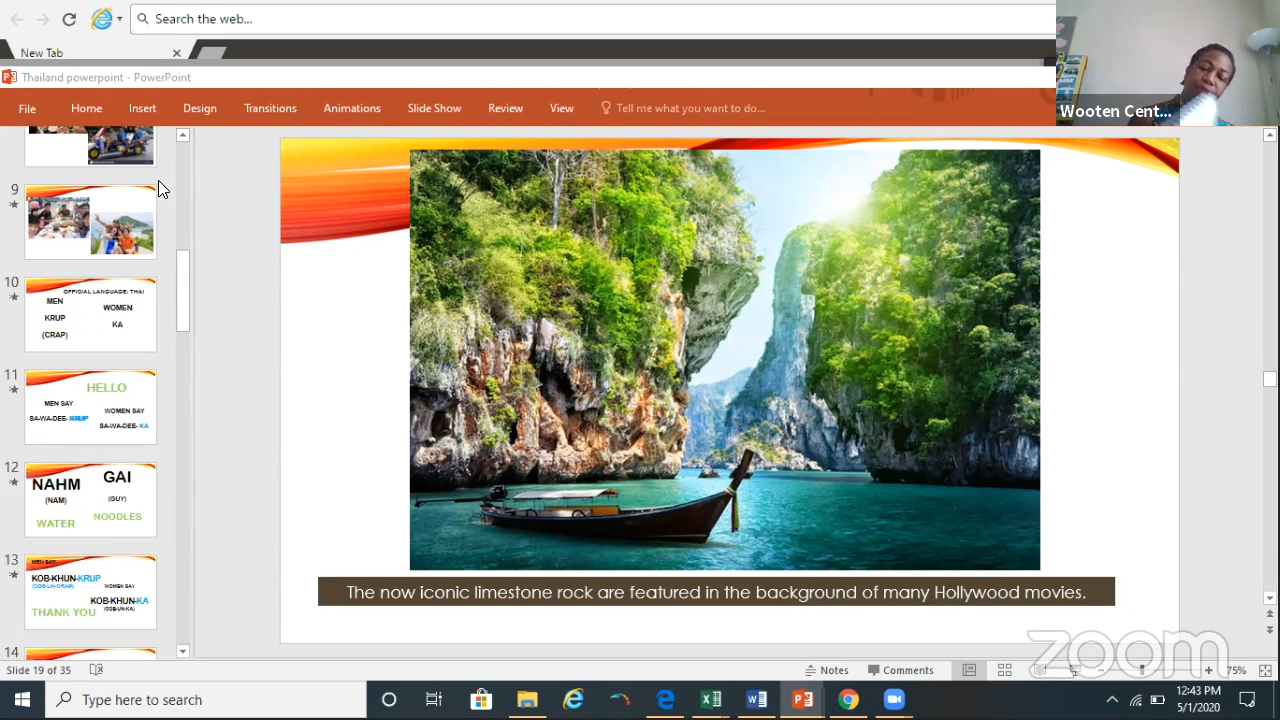 Search the web...
New Tab
Thailand powerpoint - PowerPoint
File Home Insert Design Transitions Animations Slide Show Review View Tell me what you want to do...
Wooten Cent...
9
10
OFFICIAL LANGUAGE: THAI
MEN
KRUP
(CRAP)
WOMEN
KA
11
HELLO
MEN SAY
SA-WA-DEE- KRUP
WOMEN SAY
SA-WA-DEE- KA
12
NAHM
(NAM)
WATER
GAI
(GUY)
NOODLES
13
MEN SAY:
KOB-KHUN-KRUP
WOMEN SAY
KOB-KHUN-KA
THANK YOU
14
The now iconic limestone rock are featured in the background of many Hollywood movies.
zoom
Slide 19 of 35
Notes Comments 75%
Type here to search
12:43 PM
5/1/2020